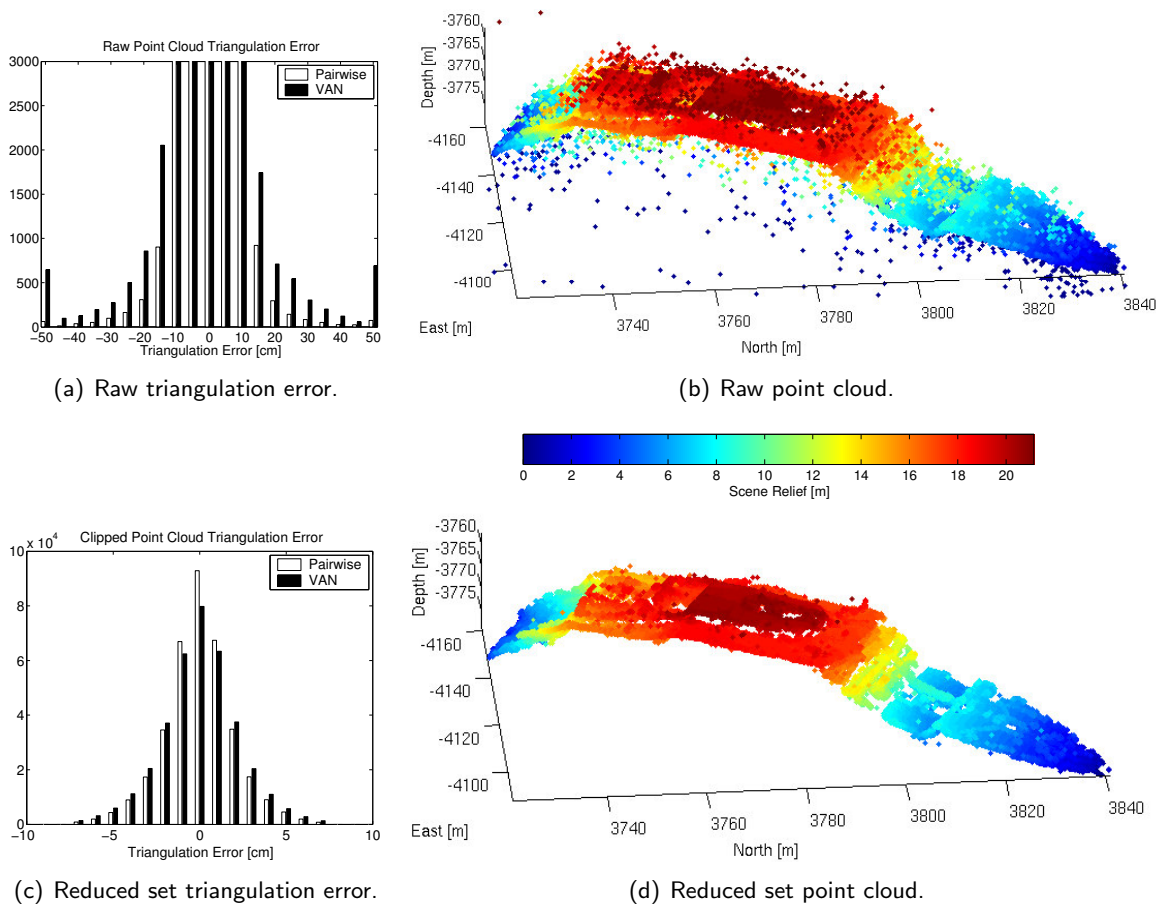 Raw Point Cloud Triangulation Error
3000
2500
2000
1500
1000
500
0
Pairwise
VAN
−50 −40 −30 −20 −10 0 10 20 30 40 50
Triangulation Error [cm]
(a) Raw triangulation error.
-3760
-3765
3770
-3775
Depth [m]
-4160
-4140
-4120
-4100
East [m]
3740 3760 3780 3800 3820 3840
North [m]
(b) Raw point cloud.
0 2 4 6 8 10 12 14 16 18 20
Scene Relief [m]
Clipped Point Cloud Triangulation Error
x 10⁴
10
8
6
4
2
0
Pairwise
VAN
−10 −5 0 5 10
Triangulation Error [cm]
(c) Reduced set triangulation error.
-3760
-3765
-3770
-3775
Depth [m]
-4160
-4140
-4120
-4100
East [m]
3740 3760 3780 3800 3820 3840
North [m]
(d) Reduced set point cloud.